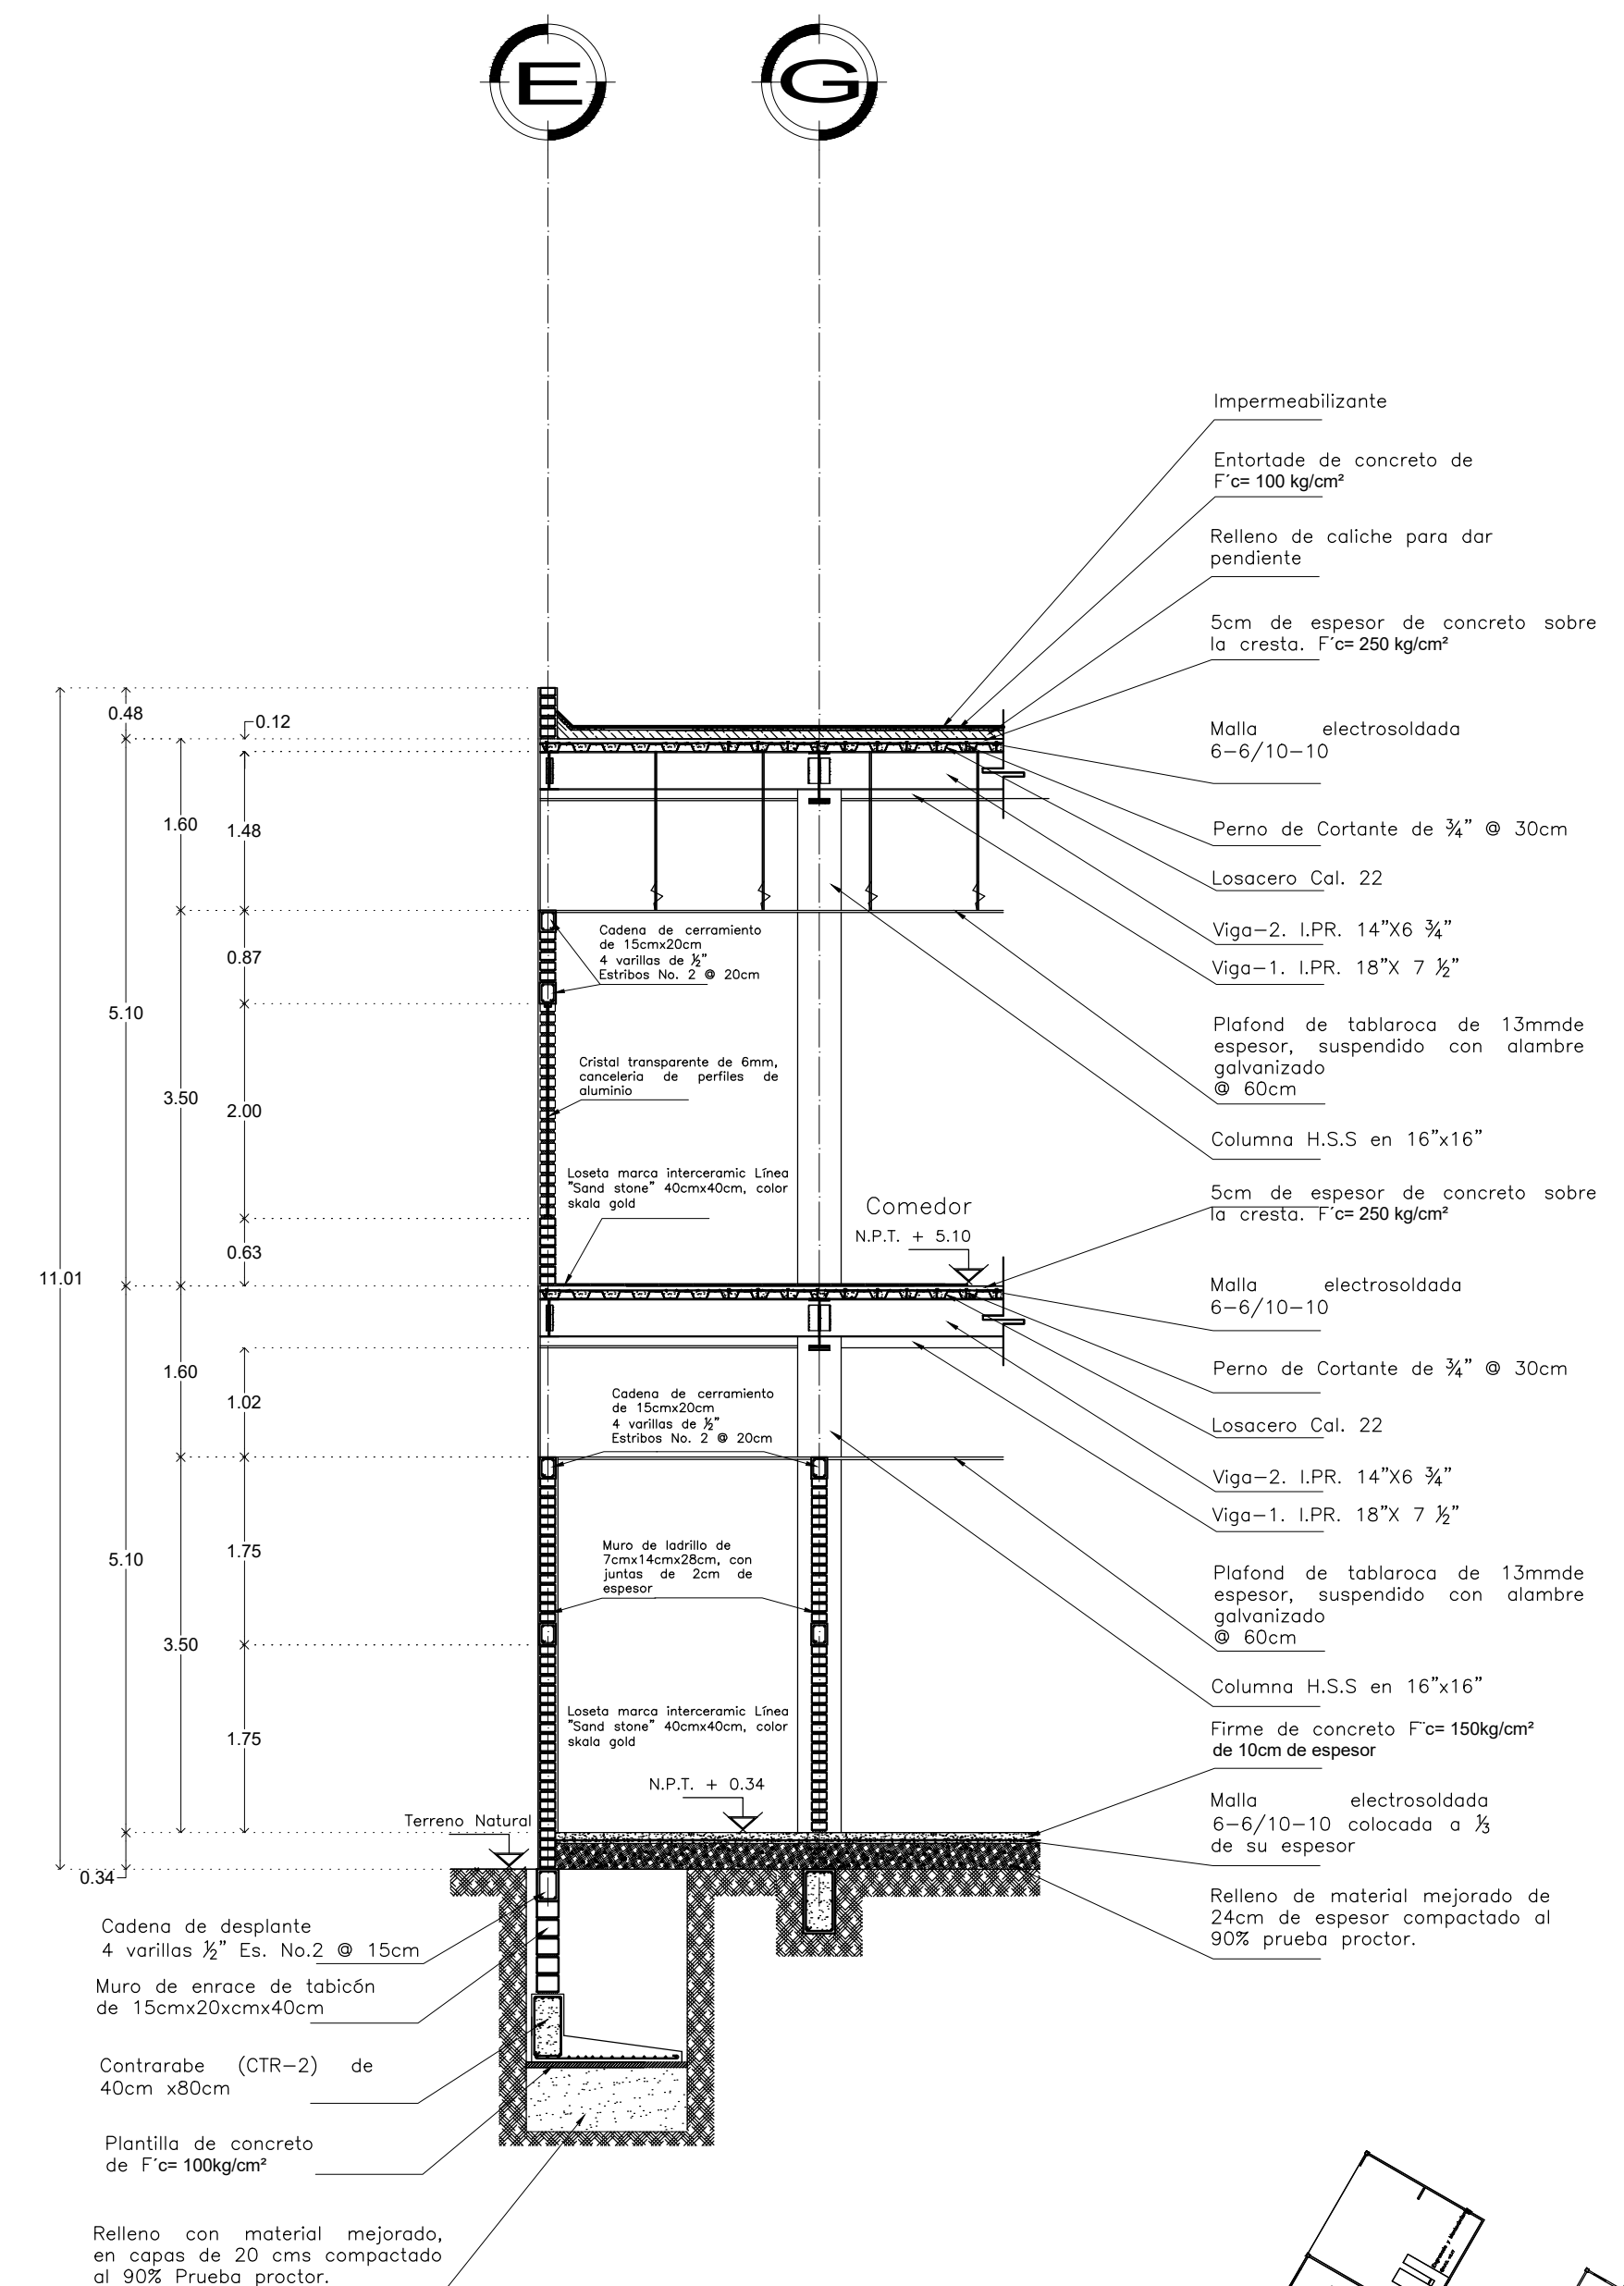 E
G
Impermeabilizante
Entortade de concreto de
F´c= 100 kg/cm²
Relleno de caliche para dar
pendiente
5cm de espesor de concreto sobre
la cresta. F´c= 250 kg/cm²
Malla electrosoldada
6-6/10-10
Perno de Cortante de ¾" @ 30cm
Losacero Cal. 22
Viga-2. I.PR. 14"X6 ¾"
Viga-1. I.PR. 18"X 7 ½"
Plafond de tablaroca de 13mmde
espesor, suspendido con alambre
galvanizado
@ 60cm
Columna H.S.S en 16"x16"
5cm de espesor de concreto sobre
la cresta. F´c= 250 kg/cm²
Malla electrosoldada
6-6/10-10
Perno de Cortante de ¾" @ 30cm
Losacero Cal. 22
Viga-2. I.PR. 14"X6 ¾"
Viga-1. I.PR. 18"X 7 ½"
Plafond de tablaroca de 13mmde
espesor, suspendido con alambre
galvanizado
@ 60cm
Columna H.S.S en 16"x16"
Firme de concreto F¨c= 150kg/cm²
de 10cm de espesor
Malla electrosoldada
6-6/10-10 colocada a ⅓
de su espesor
Relleno de material mejorado de
24cm de espesor compactado al
90% prueba proctor.
0.48
0.12
1.60
1.48
0.87
5.10
3.50
2.00
0.63
11.01
1.60
1.02
5.10
1.75
3.50
1.75
0.34
Cadena de cerramiento
de 15cmx20cm
4 varillas de ½"
Estribos No. 2 @ 20cm
Cristal transparente de 6mm,
canceleria de perfiles de
aluminio
Loseta marca interceramic Línea
"Sand stone" 40cmx40cm, color
skala gold
Comedor
N.P.T. + 5.10
Cadena de cerramiento
de 15cmx20cm
4 varillas de ½"
Estribos No. 2 @ 20cm
Muro de ladrillo de
7cmx14cmx28cm, con
juntas de 2cm de
espesor
Loseta marca interceramic Línea
"Sand stone" 40cmx40cm, color
skala gold
N.P.T. + 0.34
Terreno Natural
Cadena de desplante
4 varillas ½" Es. No.2 @ 15cm
Muro de enrace de tabicón
de 15cmx20xcmx40cm
Contrarabe (CTR-2) de
40cm x80cm
Plantilla de concreto
de F´c= 100kg/cm²
Relleno con material mejorado,
en capas de 20 cms compactado
al 90% Prueba proctor.